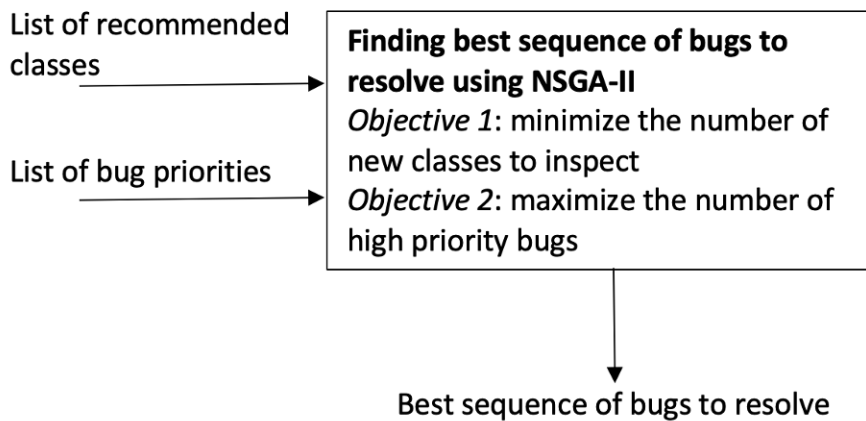 List of recommended
classes
List of bug priorities
Finding best sequence of bugs to
resolve using NSGA-II
Objective 1: minimize the number of
new classes to inspect
Objective 2: maximize the number of
high priority bugs
Best sequence of bugs to resolve